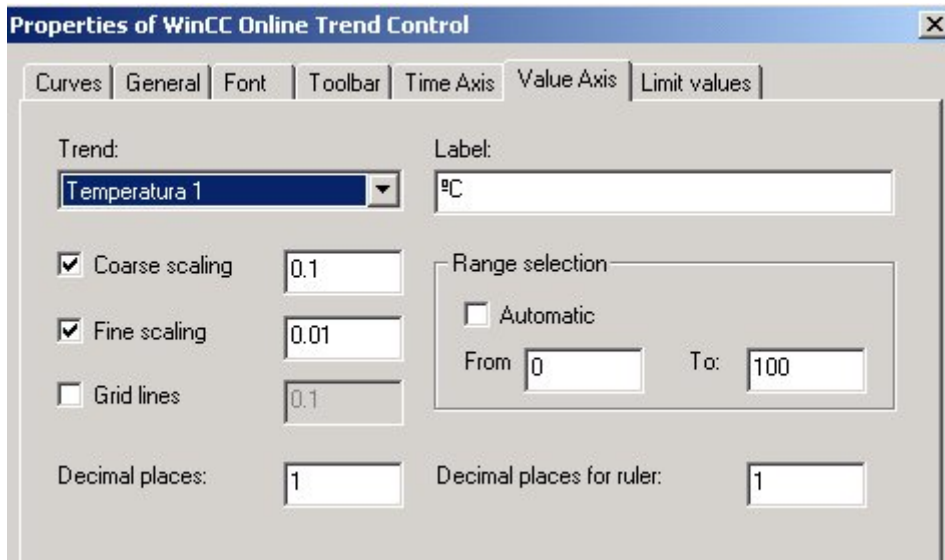 Properties of WinCC Online Trend Control
Curves General Font Toolbar Time Axis Value Axis Limit values
Trend: Label:
Temperatura 1 ºC
Coarse scaling 0.1 Range selection
Automatic
Fine scaling 0.01
From 0 To: 100
Grid lines 0.1
Decimal places: 1 Decimal places for ruler: 1